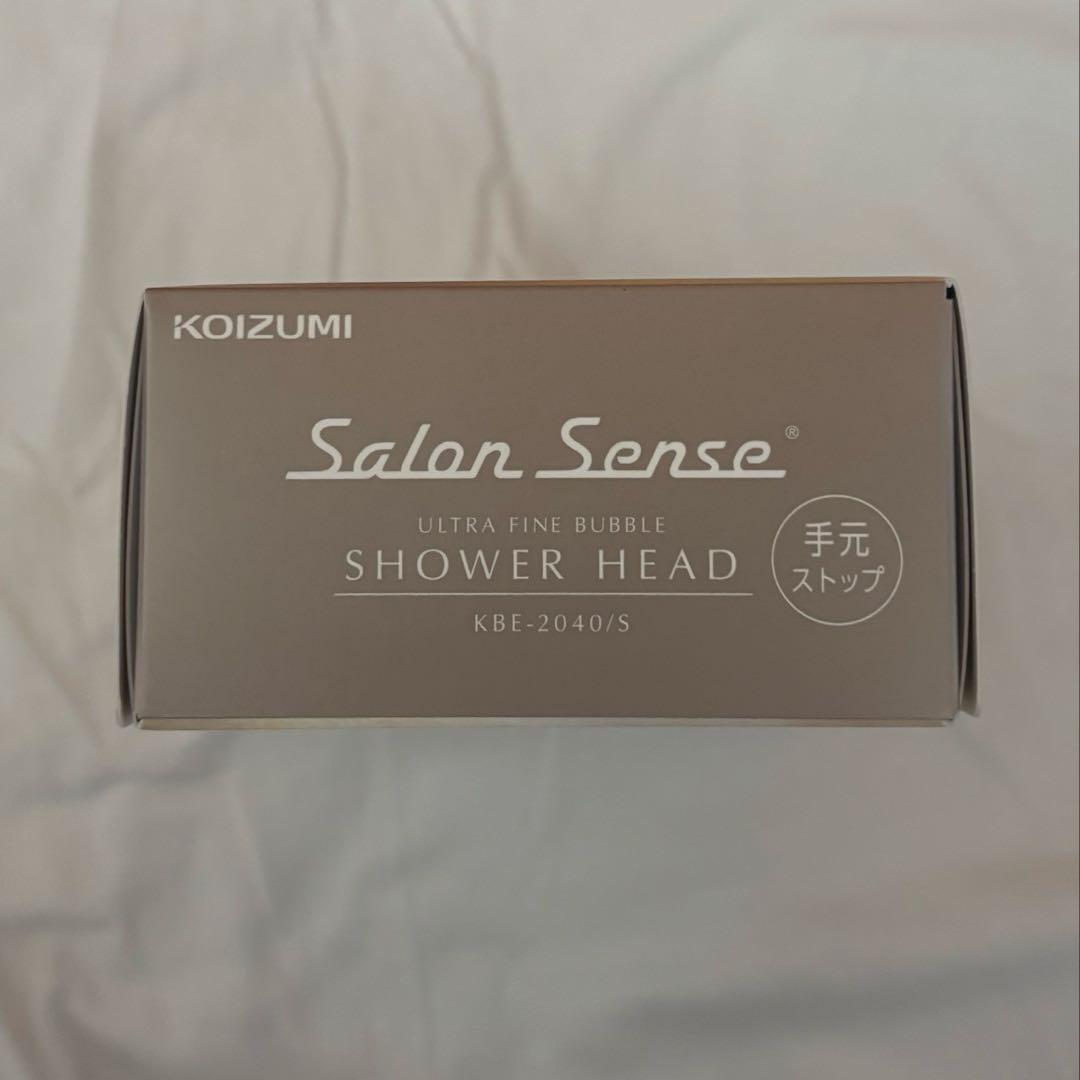 KOIZUMI
Salon Sense®
ULTRA FINE BUBBLE
SHOWER HEAD
KBE-2040/S
手元
ストップ